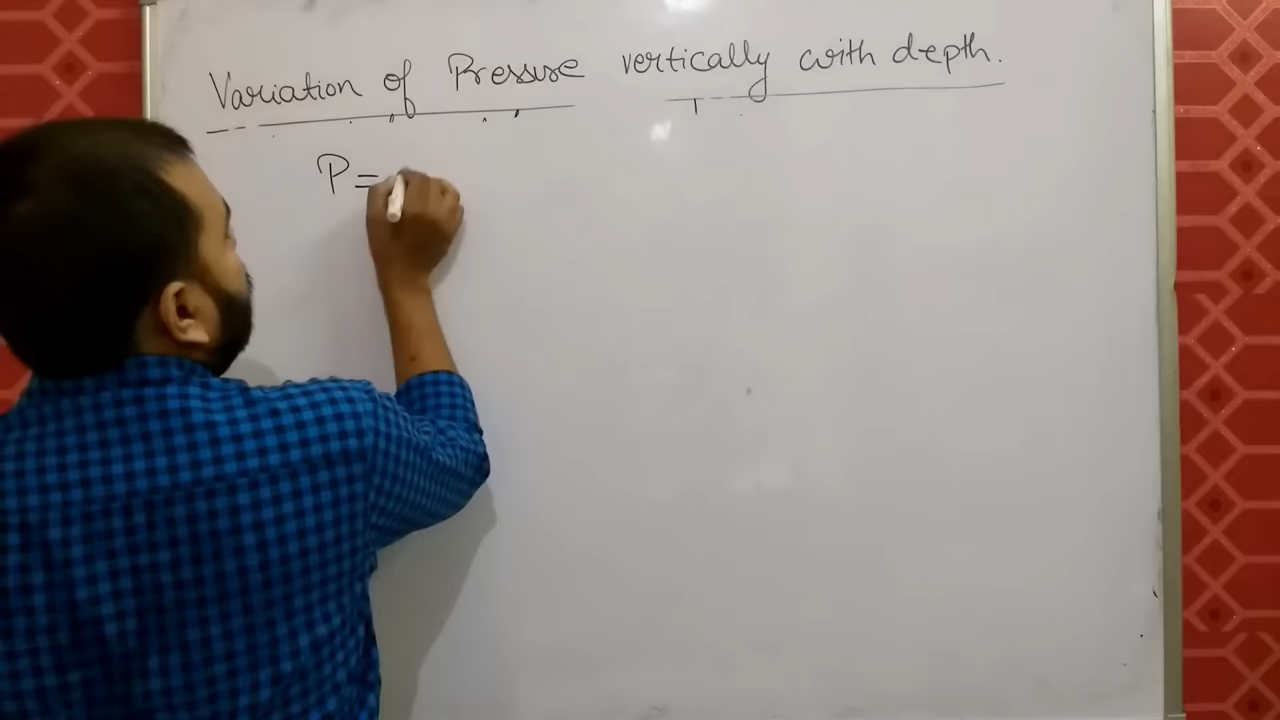 Variation of Pressure vertically with depth.
P =